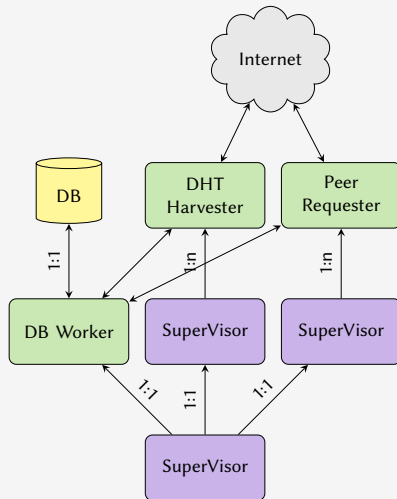 Internet
DB
DHT
Harvester
Peer
Requester
1:1
1:n
1:n
DB Worker
SuperVisor
SuperVisor
1:1
1:1
1:1
SuperVisor